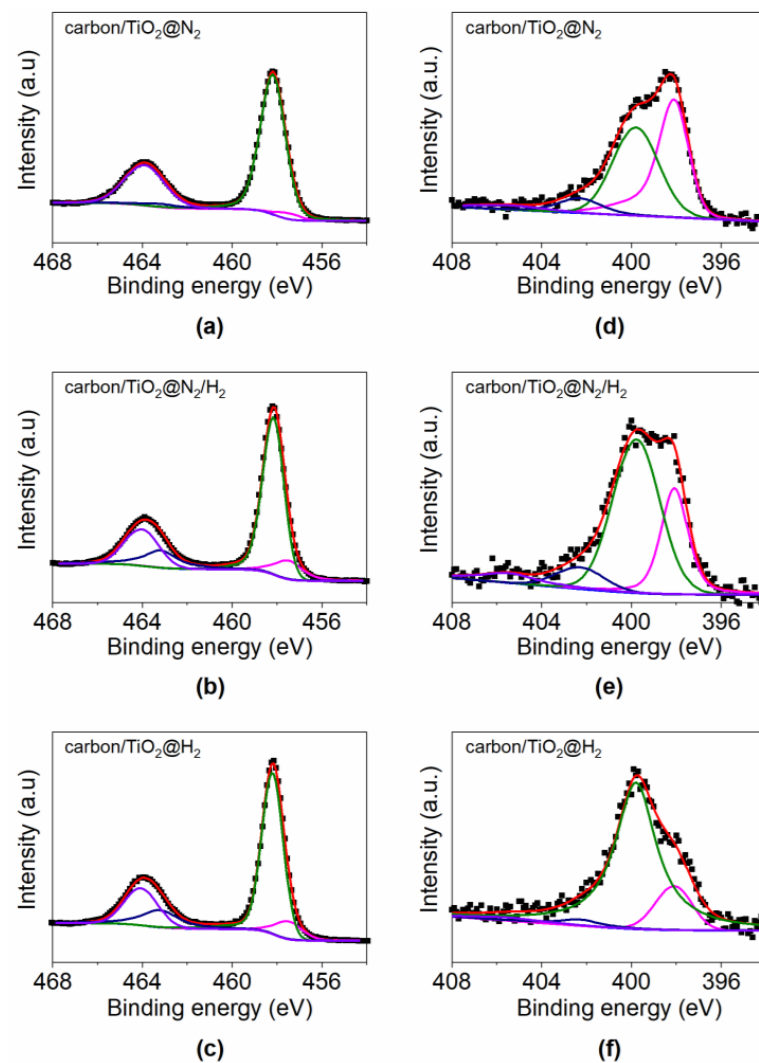 carbon/TiO₂@N₂
Intensity (a.u)
468 464 460 456
Binding energy (eV)
(a)
carbon/TiO₂@N₂
Intensity (a.u.)
408 404 400 396
Binding energy (eV)
(d)
carbon/TiO₂@N₂/H₂
Intensity (a.u)
468 464 460 456
Binding energy (eV)
(b)
carbon/TiO₂@N₂/H₂
Intensity (a.u.)
408 404 400 396
Binding energy (eV)
(e)
carbon/TiO₂@H₂
Intensity (a.u)
468 464 460 456
Binding energy (eV)
(c)
carbon/TiO₂@H₂
Intensity (a.u.)
408 404 400 396
Binding energy (eV)
(f)